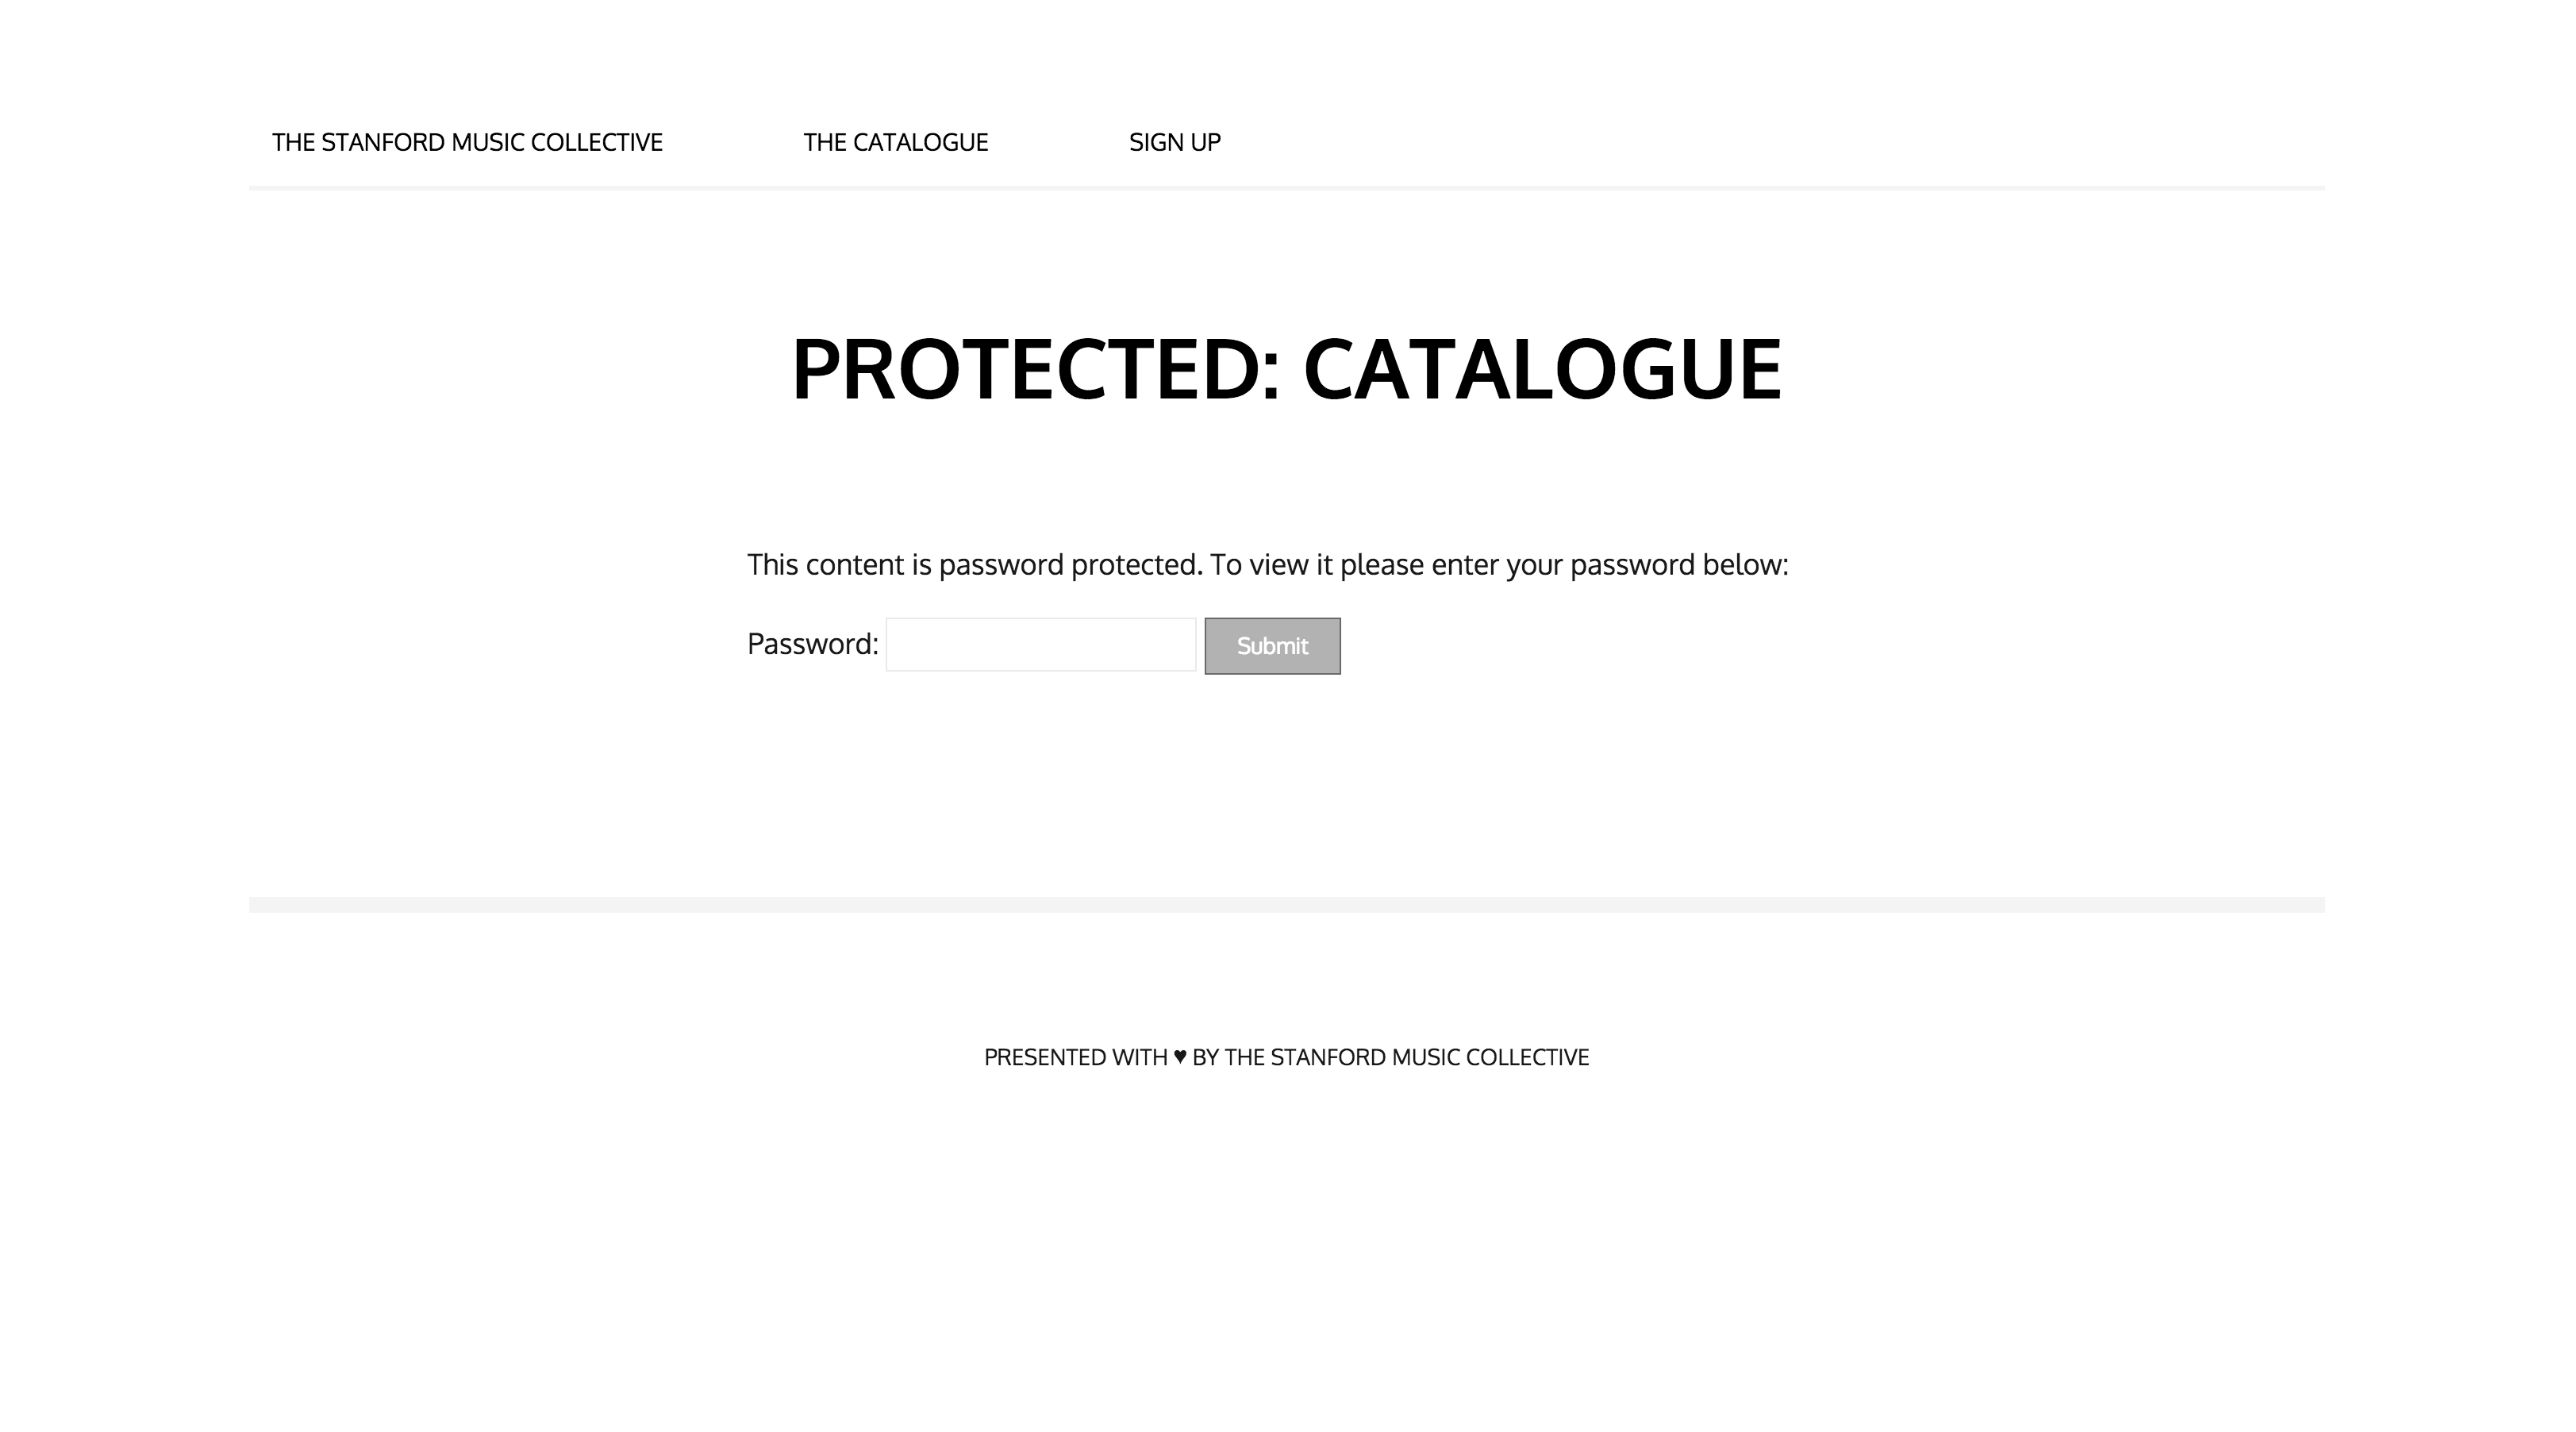 THE STANFORD MUSIC COLLECTIVE THE CATALOGUE SIGN UP
PROTECTED: CATALOGUE
This content is password protected. To view it please enter your password below:
Password: Submit
PRESENTED WITH ♥ BY THE STANFORD MUSIC COLLECTIVE